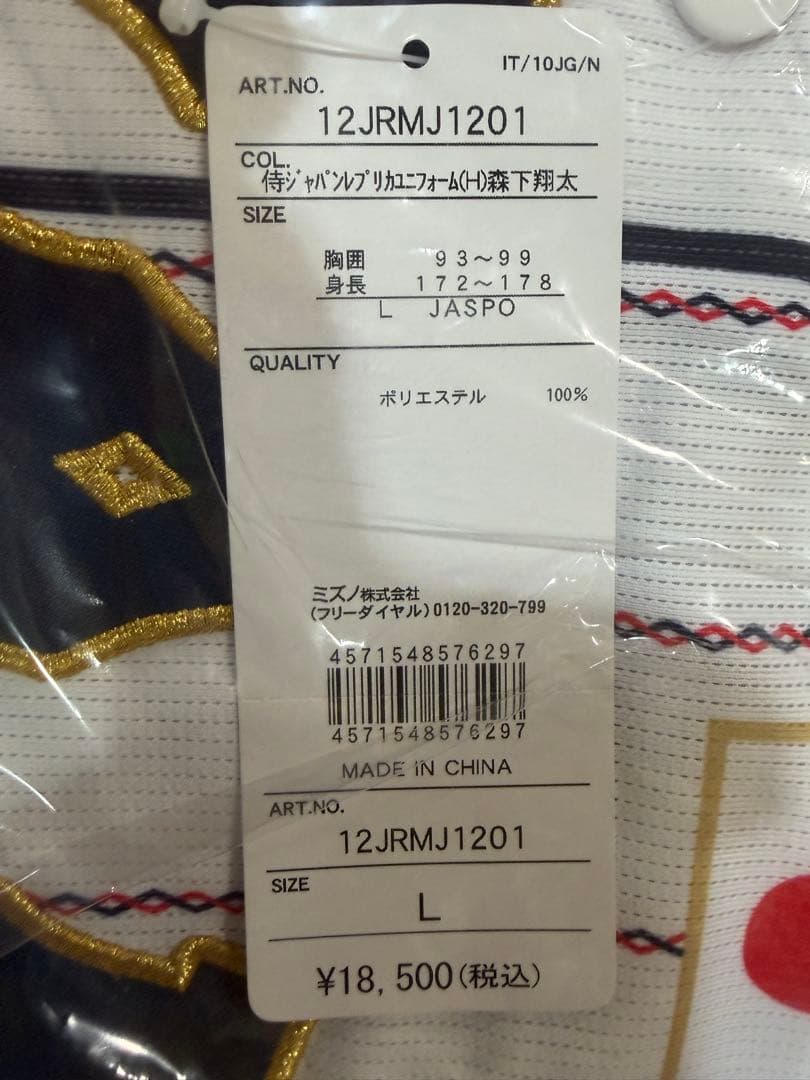 IT/10JG/N
ART.NO.
12JRMJ1201
COL.
侍ｼﾞｬﾊﾟﾝﾚﾌﾟﾘｶﾕﾆﾌｫｰﾑ(H)森下翔太
SIZE
胸囲 93～99
身長 172～178
L JASPO
QUALITY
ポリエステル 100%
ミズノ株式会社
(フリーダイヤル)0120-320-799
4571548576297
4571548576297
MADE IN CHINA
ART.NO.
12JRMJ1201
SIZE
L
¥18,500(税込)